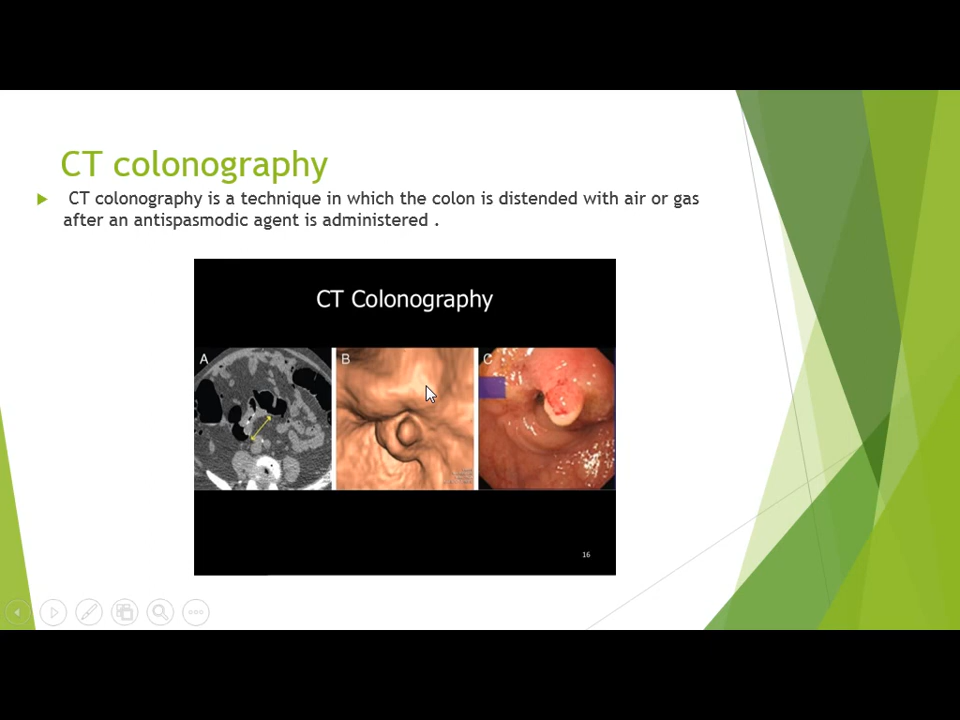 CT colonography
CT colonography is a technique in which the colon is distended with air or gas
after an antispasmodic agent is administered .
CT Colonography
A
B
C
16